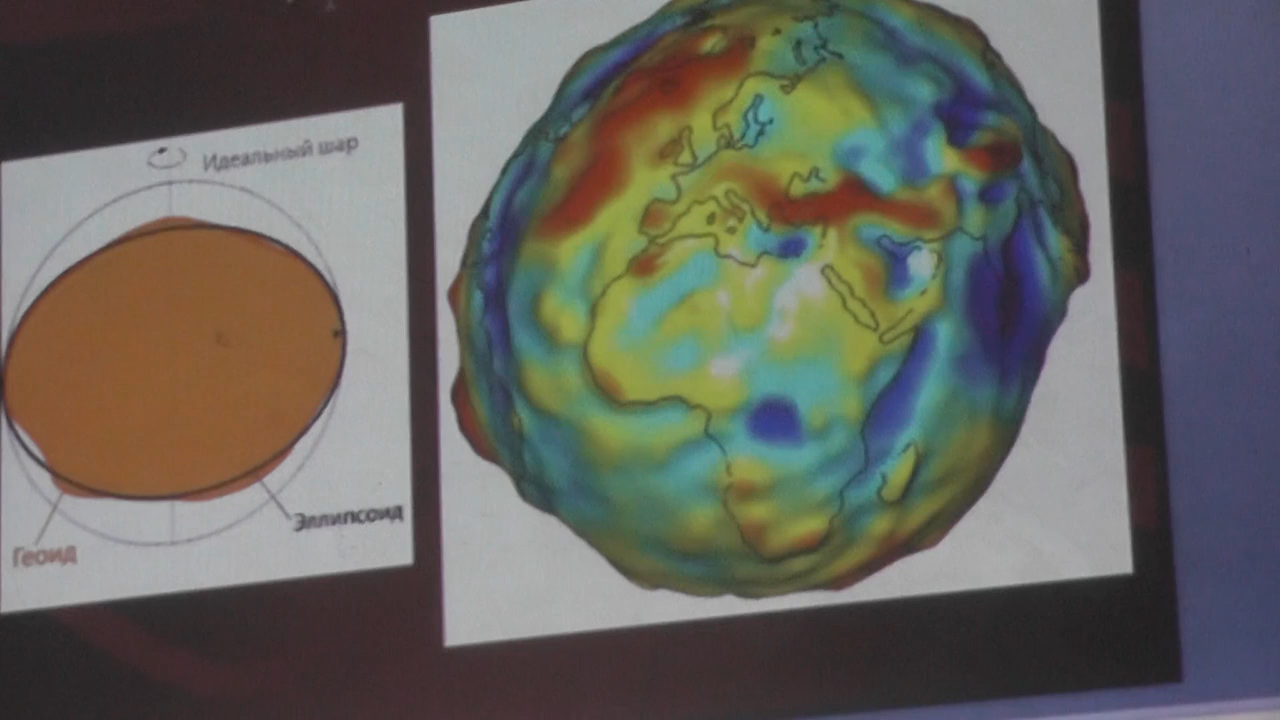 Идеальный шар
Эллипсоид
Геоид